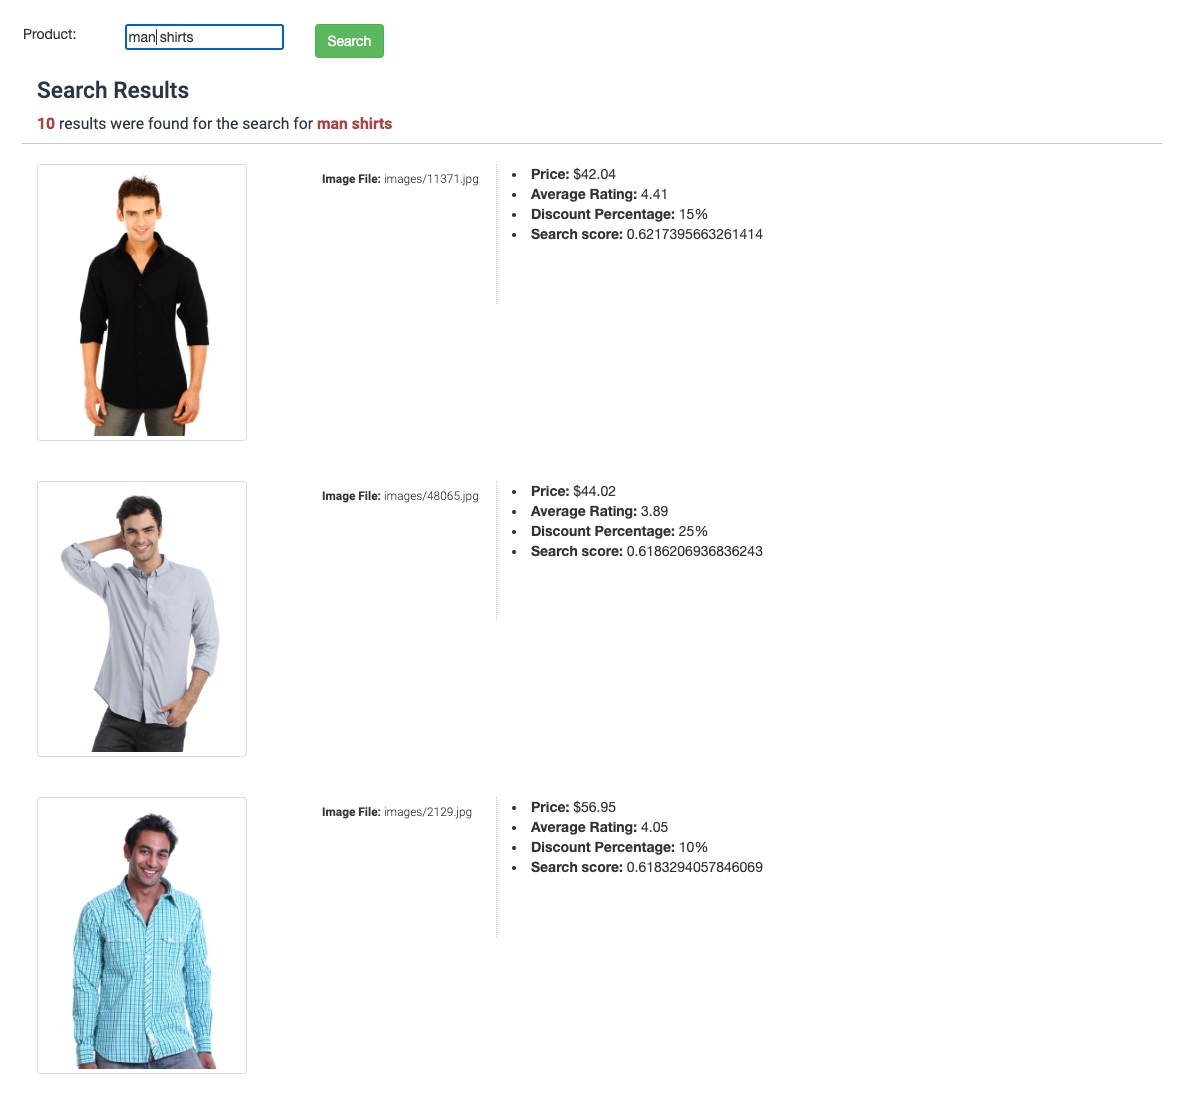 Product:
man shirts
Search
Search Results
10 results were found for the search for man shirts
Image File: images/11371.jpg
Price: $42.04
Average Rating: 4.41
Discount Percentage: 15%
Search score: 0.6217395663261414
Image File: images/48065.jpg
Price: $44.02
Average Rating: 3.89
Discount Percentage: 25%
Search score: 0.6186206936836243
Image File: images/2129.jpg
Price: $56.95
Average Rating: 4.05
Discount Percentage: 10%
Search score: 0.6183294057846069